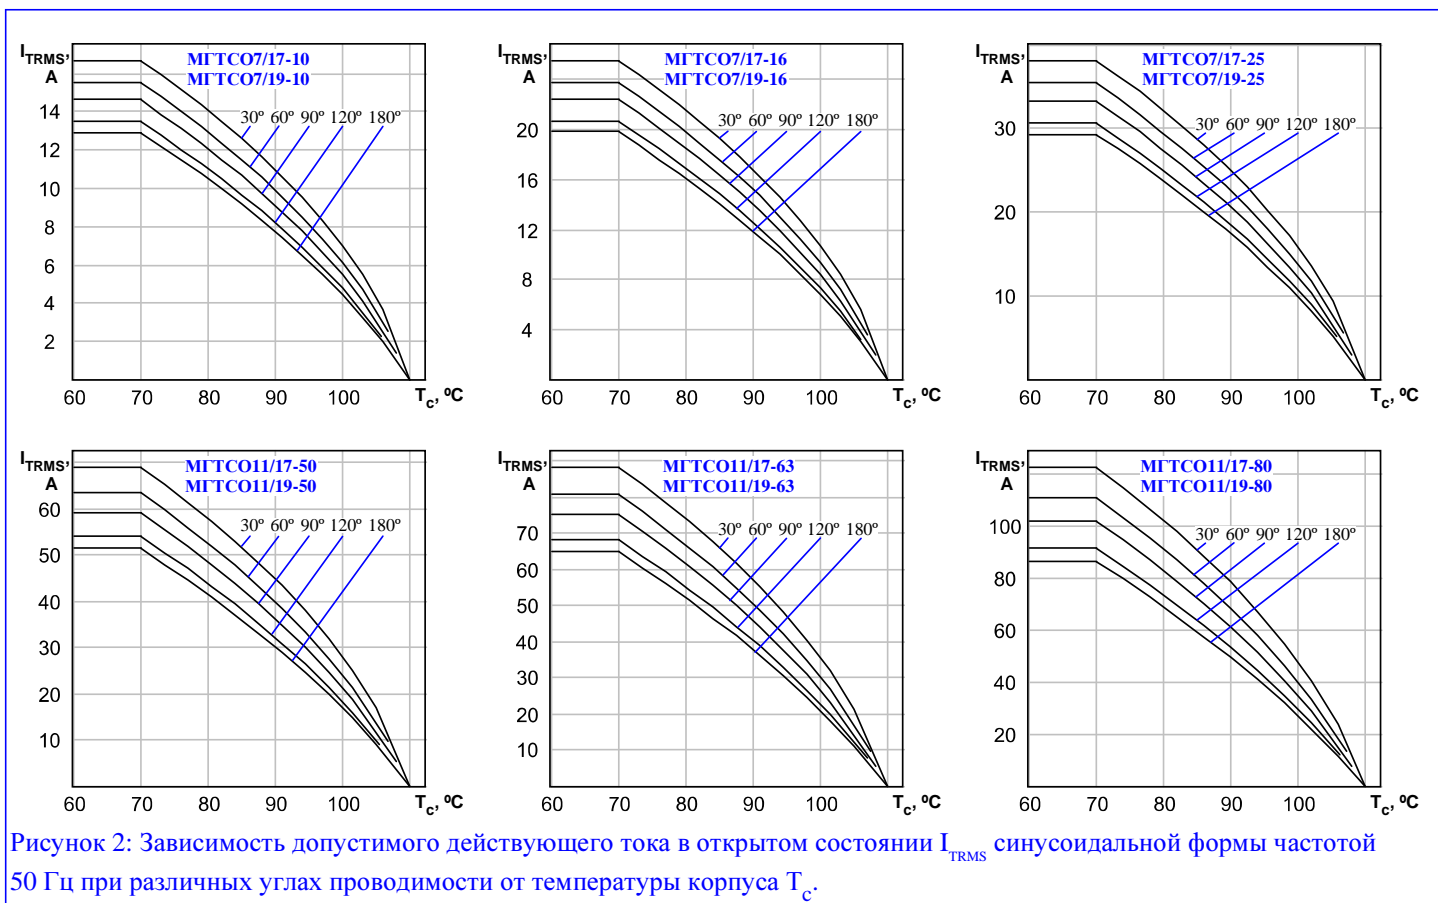 I TRMS, A
МГТСО7/17-10
МГТСО7/19-10
30º 60º 90º 120º 180º
14
12
10
8
6
4
2
60 70 80 90 100 Tc, ºC
I TRMS, A
МГТСО7/17-16
МГТСО7/19-16
30º 60º 90º 120º 180º
20
16
12
8
4
60 70 80 90 100 Tc, ºC
I TRMS, A
МГТСО7/17-25
МГТСО7/19-25
30º 60º 90º 120º 180º
30
20
10
60 70 80 90 100 Tc, ºC
I TRMS, A
МГТСО11/17-50
МГТСО11/19-50
30º 60º 90º 120º 180º
60
50
40
30
20
10
60 70 80 90 100 Tc, ºC
I TRMS, A
МГТСО11/17-63
МГТСО11/19-63
30º 60º 90º 120º 180º
70
60
50
40
30
20
10
60 70 80 90 100 Tc, ºC
I TRMS, A
МГТСО11/17-80
МГТСО11/19-80
30º 60º 90º 120º 180º
100
80
60
40
20
60 70 80 90 100 Tc, ºC
Рисунок 2: Зависимость допустимого действующего тока в открытом состоянии I TRMS синусоидальной формы частотой
50 Гц при различных углах проводимости от температуры корпуса Tc.